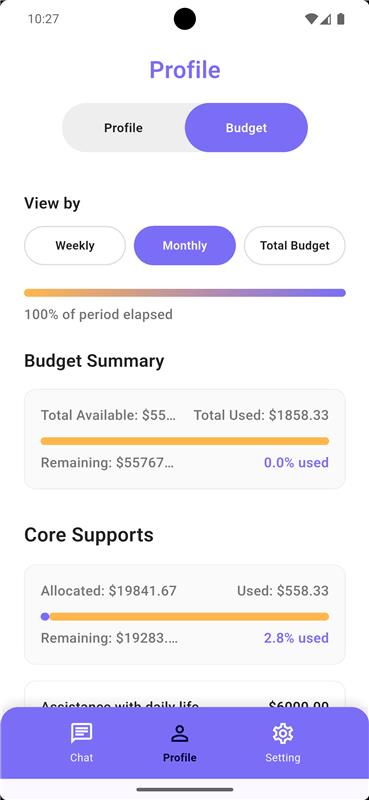 10:27
Profile
Profile Budget
View by
Weekly Monthly Total Budget
100% of period elapsed
Budget Summary
Total Available: $55... Total Used: $1858.33
Remaining: $55767... 0.0% used
Core Supports
Allocated: $19841.67 Used: $558.33
Remaining: $19283.... 2.8% used
Assistance with daily life $6000.00
Chat Profile Setting